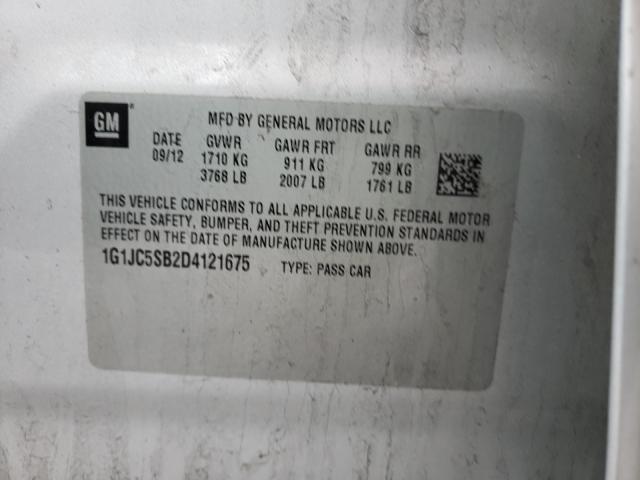 GM
MFD BY GENERAL MOTORS LLC
DATE GVWR GAWR FRT GAWR RR
09/12 1710 KG 911 KG 799 KG
3768 LB 2007 LB 1761 LB
THIS VEHICLE CONFORMS TO ALL APPLICABLE U.S. FEDERAL MOTOR
VEHICLE SAFETY, BUMPER, AND THEFT PREVENTION STANDARDS IN
EFFECT ON THE DATE OF MANUFACTURE SHOWN ABOVE.
1G1JC5SB2D4121675 TYPE: PASS CAR